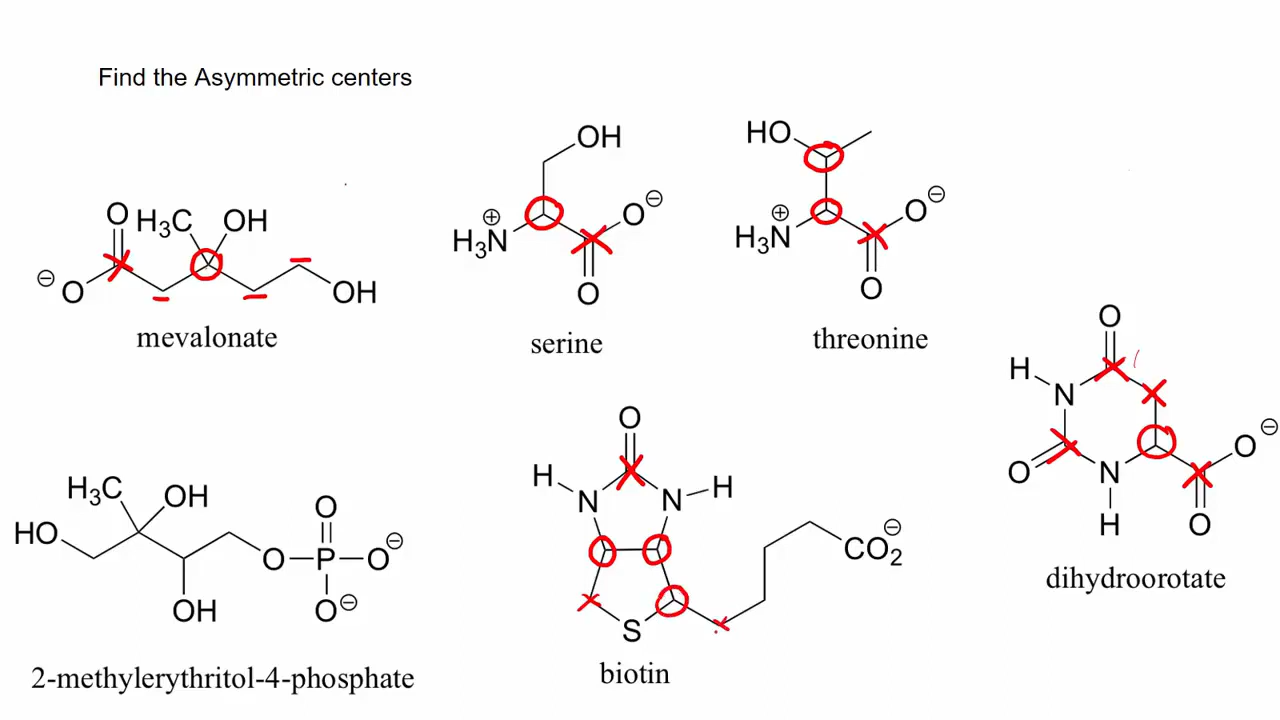 Find the Asymmetric centers
O H3C OH
⊖ O OH
mevalonate
OH
⊕ H3N O ⊖
O
serine
HO
⊕ H3N O ⊖
O
threonine
O
H N
O N O ⊖
H O
dihydroorotate
H3C OH
HO O P O ⊖
O
OH O ⊖
2-methylerythritol-4-phosphate
O
H N N H
S CO2 ⊖
biotin